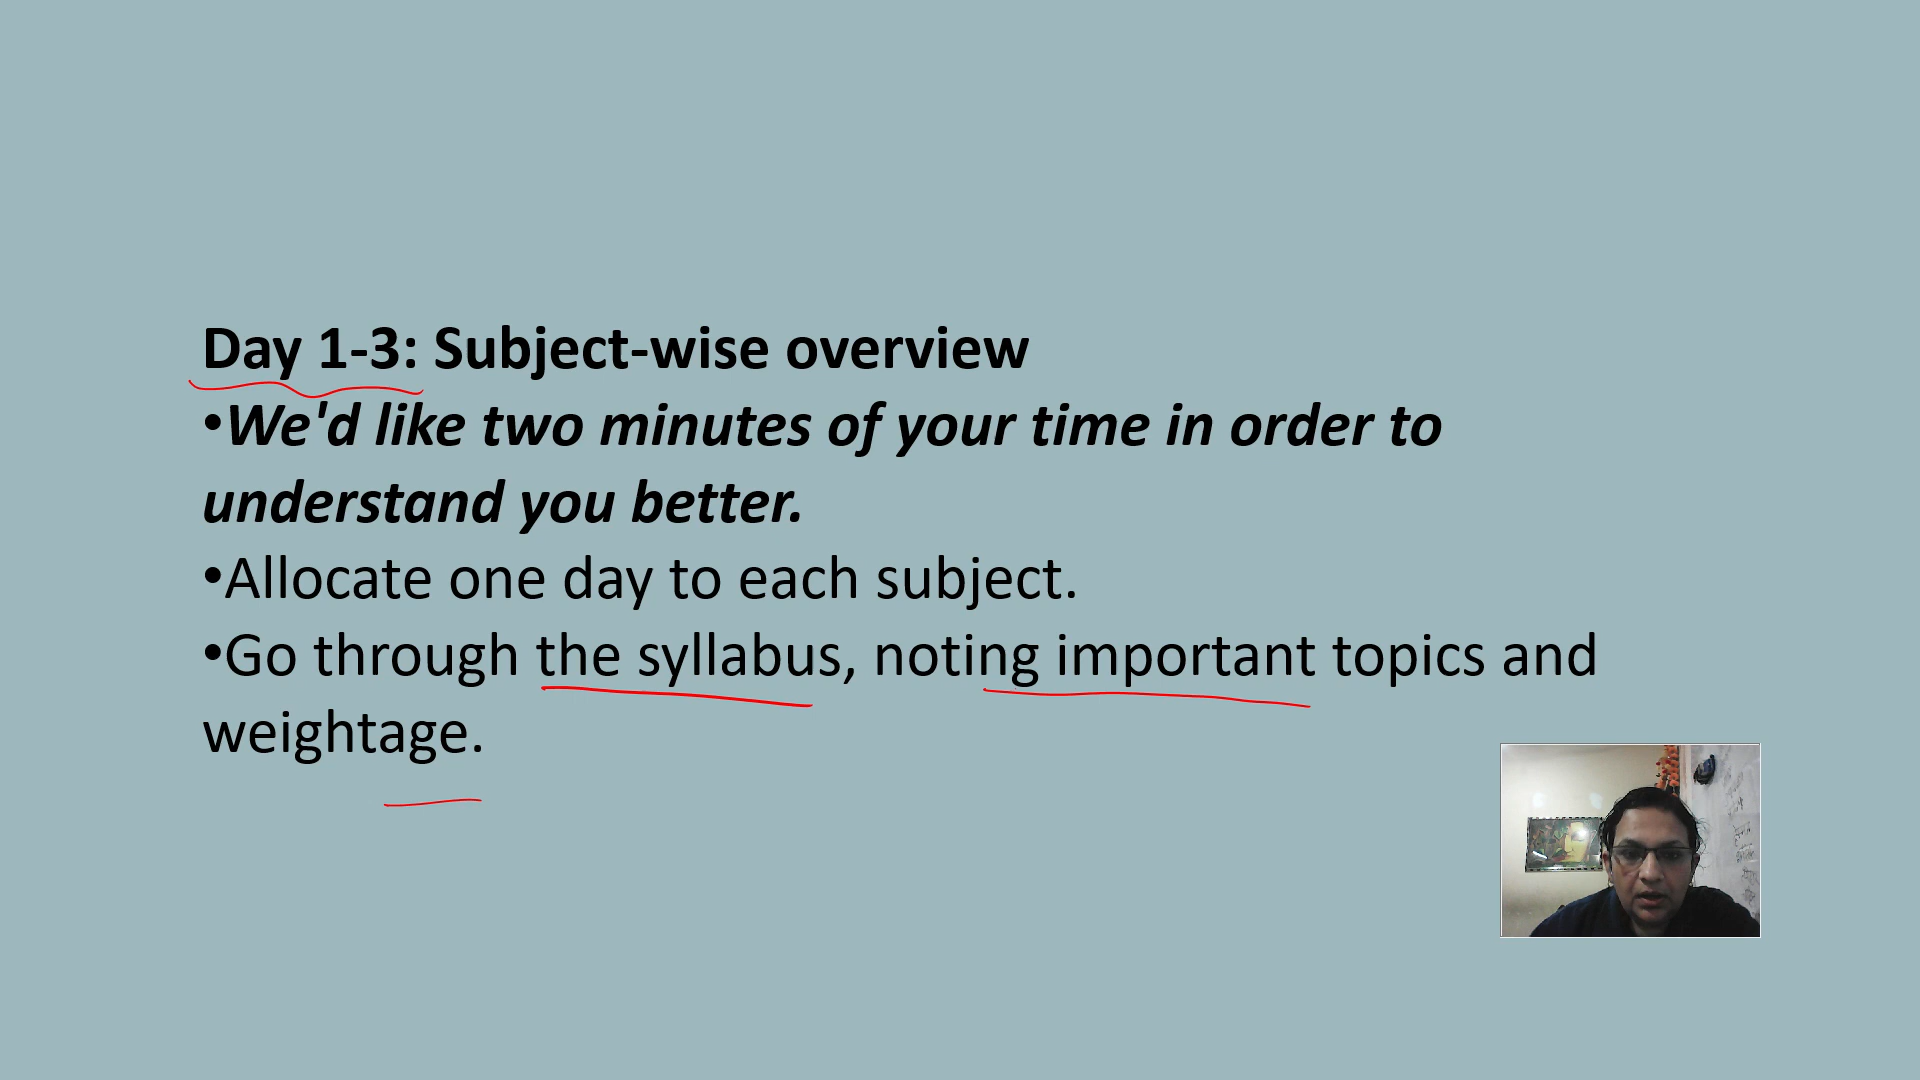 Day 1-3: Subject-wise overview
•We'd like two minutes of your time in order to
understand you better.
•Allocate one day to each subject.
•Go through the syllabus, noting important topics and
weightage.